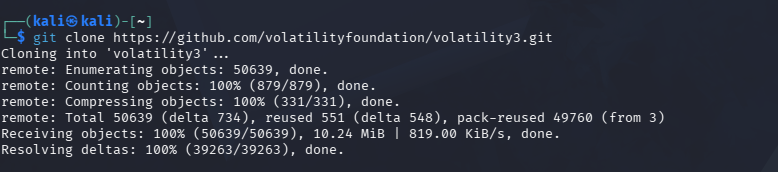 ┌──(kali㉿kali)-[~]
└─$ git clone https://github.com/volatilityfoundation/volatility3.git
Cloning into 'volatility3'...
remote: Enumerating objects: 50639, done.
remote: Counting objects: 100% (879/879), done.
remote: Compressing objects: 100% (331/331), done.
remote: Total 50639 (delta 734), reused 551 (delta 548), pack-reused 49760 (from 3)
Receiving objects: 100% (50639/50639), 10.24 MiB | 819.00 KiB/s, done.
Resolving deltas: 100% (39263/39263), done.